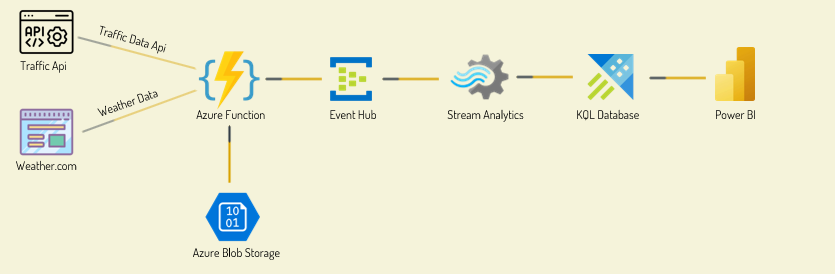 API
</>
Traffic Api
Traffic Data Api
Weather Data
Weather.com
Azure Function
Event Hub
Stream Analytics
KQL Database
Power BI
10
01
Azure Blob Storage